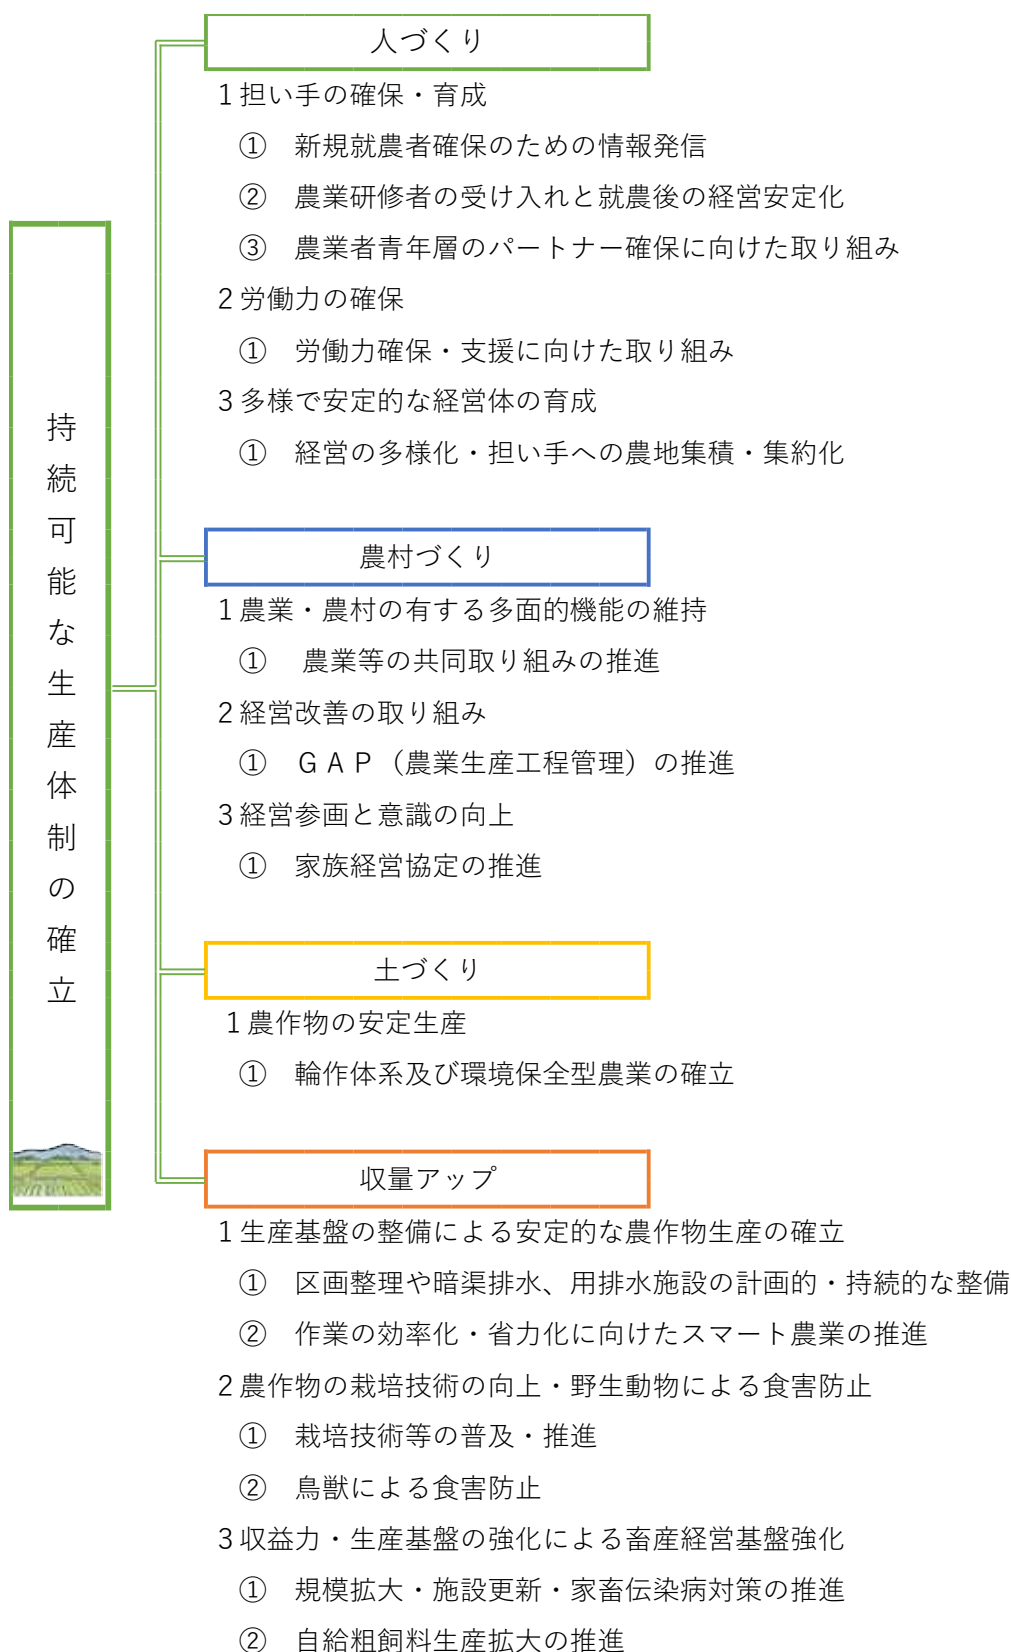 持続可能な生産体制の確立
人づくり
1担い手の確保・育成
① 新規就農者確保のための情報発信
② 農業研修者の受け入れと就農後の経営安定化
③ 農業者青年層のパートナー確保に向けた取り組み
2労働力の確保
① 労働力確保・支援に向けた取り組み
3多様で安定的な経営体の育成
① 経営の多様化・担い手への農地集積・集約化
農村づくり
1農業・農村の有する多面的機能の維持
① 農業等の共同取り組みの推進
2経営改善の取り組み
① GAP（農業生産工程管理）の推進
3経営参画と意識の向上
① 家族経営協定の推進
土づくり
1農作物の安定生産
① 輪作体系及び環境保全型農業の確立
収量アップ
1生産基盤の整備による安定的な農作物生産の確立
① 区画整理や暗渠排水、用排水施設の計画的・持続的な整備
② 作業の効率化・省力化に向けたスマート農業の推進
2農作物の栽培技術の向上・野生動物による食害防止
① 栽培技術等の普及・推進
② 鳥獣による食害防止
3収益力・生産基盤の強化による畜産経営基盤強化
① 規模拡大・施設更新・家畜伝染病対策の推進
② 自給粗飼料生産拡大の推進